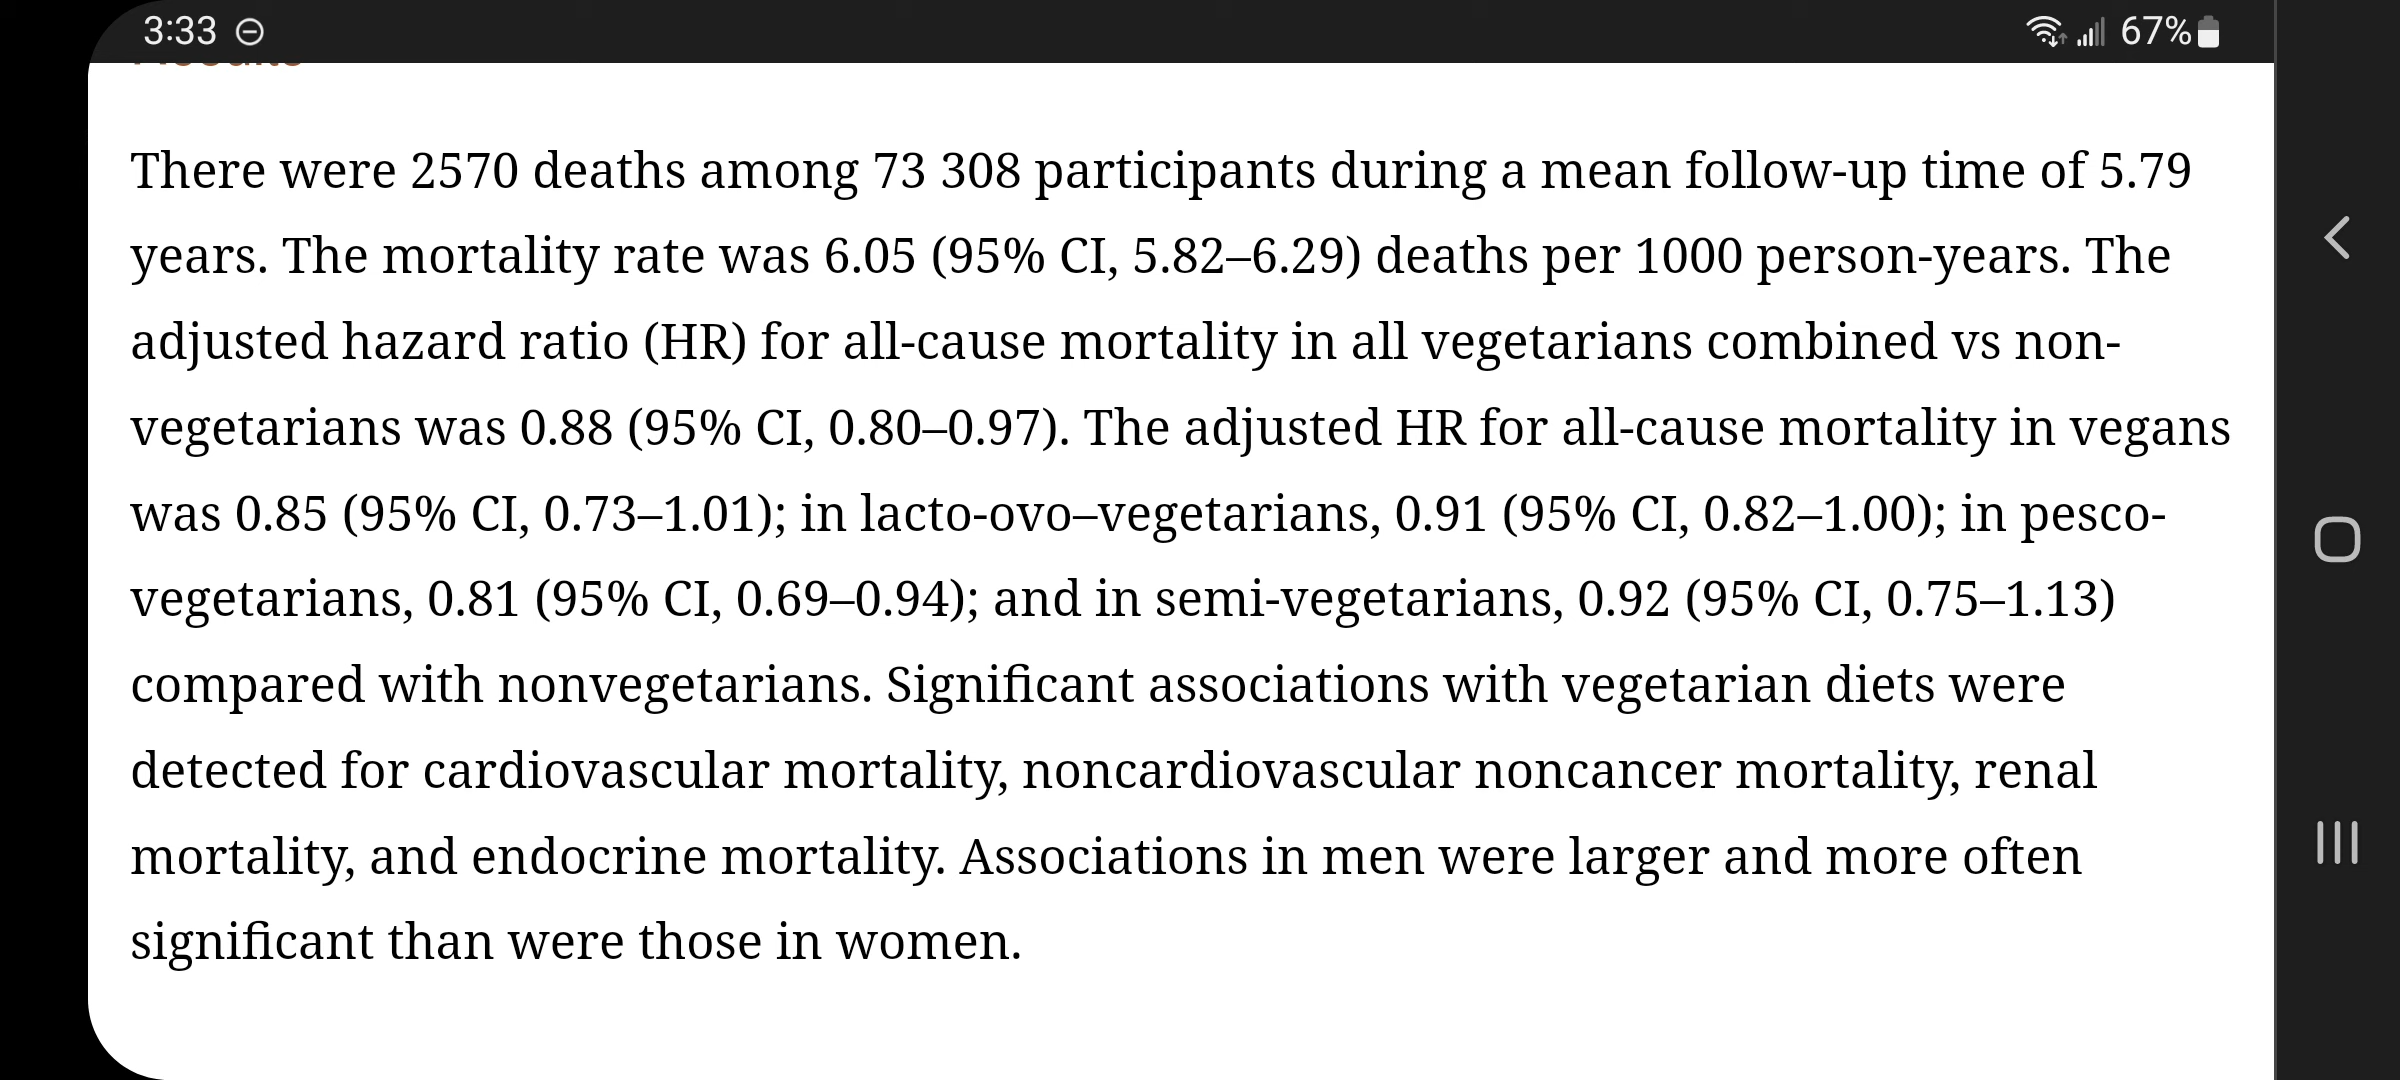 3:33
67%
Results
There were 2570 deaths among 73 308 participants during a mean follow-up time of 5.79
years. The mortality rate was 6.05 (95% CI, 5.82–6.29) deaths per 1000 person-years. The
adjusted hazard ratio (HR) for all-cause mortality in all vegetarians combined vs non-
vegetarians was 0.88 (95% CI, 0.80–0.97). The adjusted HR for all-cause mortality in vegans
was 0.85 (95% CI, 0.73–1.01); in lacto-ovo–vegetarians, 0.91 (95% CI, 0.82–1.00); in pesco-
vegetarians, 0.81 (95% CI, 0.69–0.94); and in semi-vegetarians, 0.92 (95% CI, 0.75–1.13)
compared with nonvegetarians. Significant associations with vegetarian diets were
detected for cardiovascular mortality, noncardiovascular noncancer mortality, renal
mortality, and endocrine mortality. Associations in men were larger and more often
significant than were those in women.